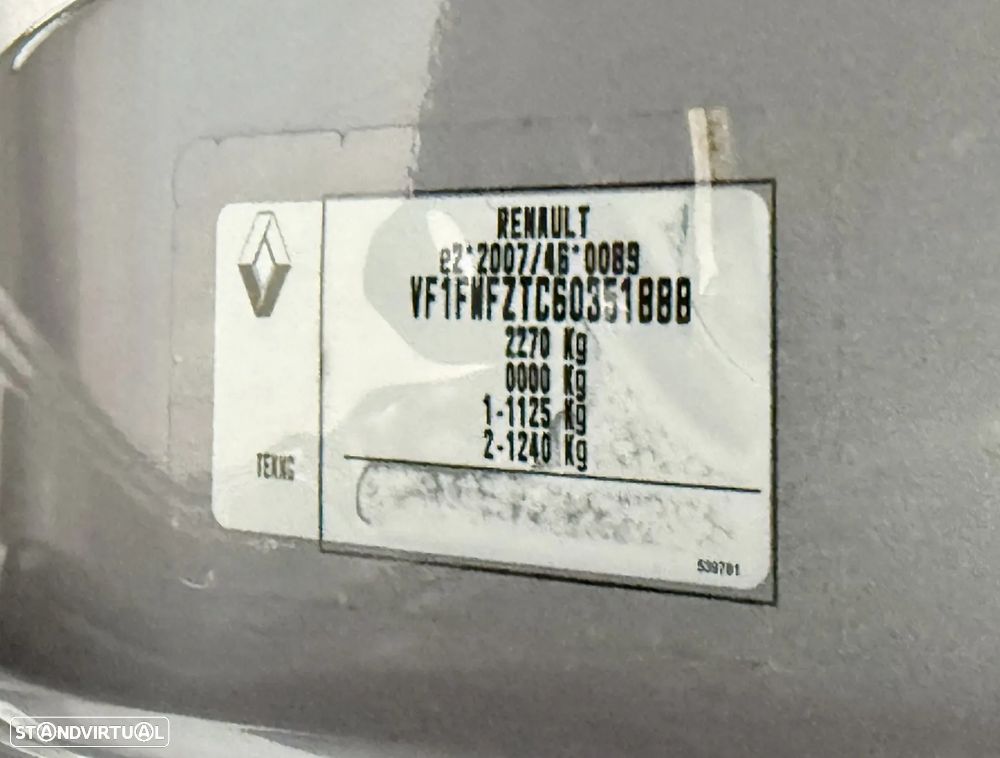 RENAULT
e2*2007/46*0089
VF1FWFZTC60351888
2270 Kg
0000 Kg
1-1125 Kg
2-1240 Kg
TEKNG
539701
STANDVIRTUAL